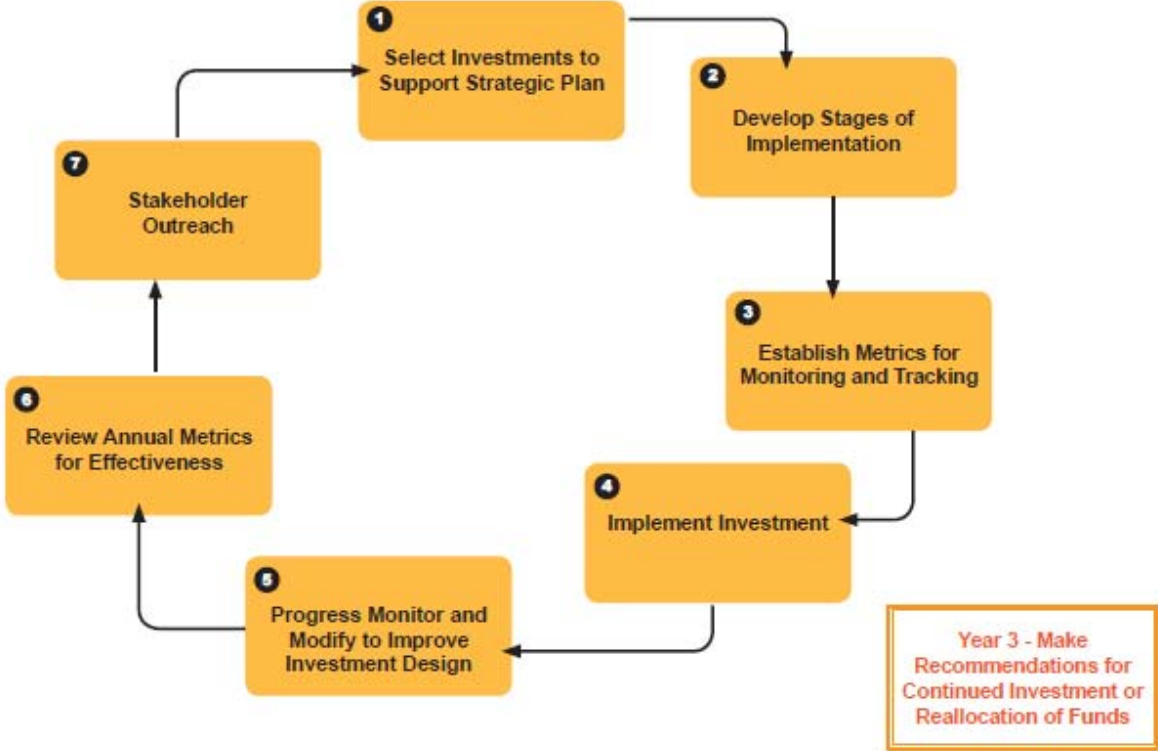 1
Select Investments to
Support Strategic Plan
2
Develop Stages of
Implementation
3
Establish Metrics for
Monitoring and Tracking
4
Implement Investment
5
Progress Monitor and
Modify to Improve
Investment Design
6
Review Annual Metrics
for Effectiveness
7
Stakeholder
Outreach
Year 3 - Make
Recommendations for
Continued Investment or
Reallocation of Funds